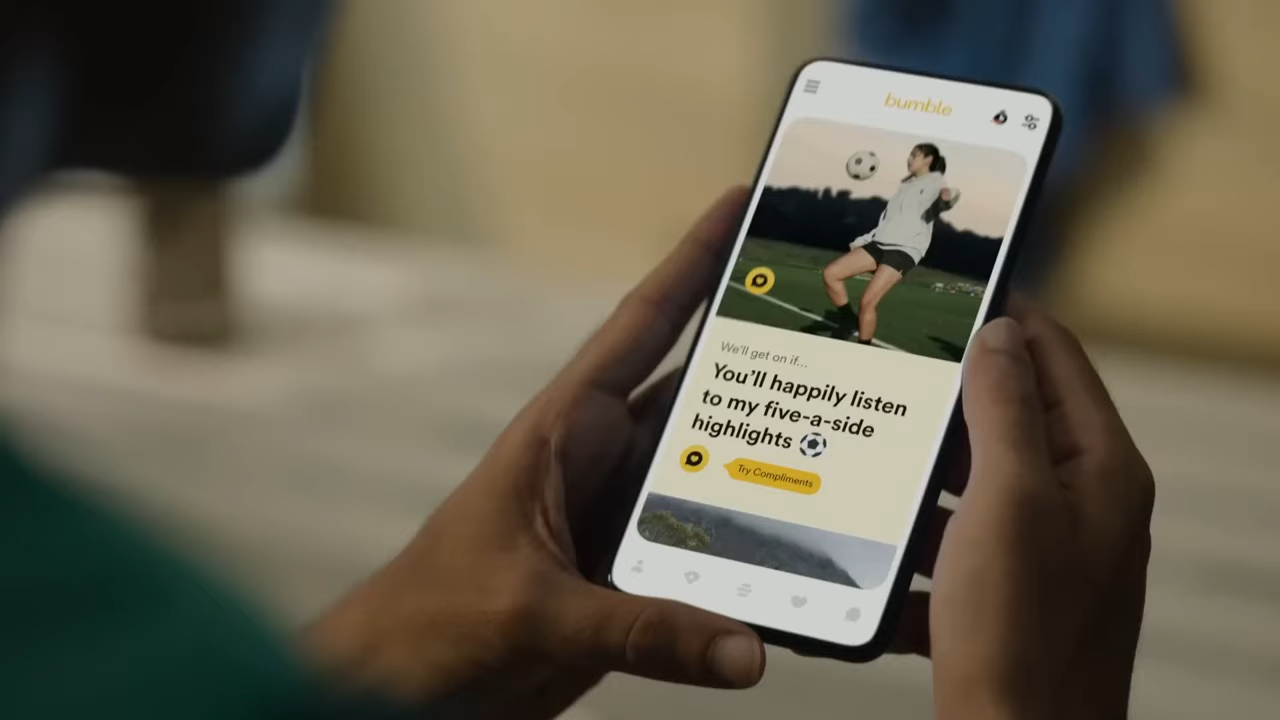 bumble
We'll get on if...
You'll happily listen
to my five-a-side
highlights ⚽
Try Compliments